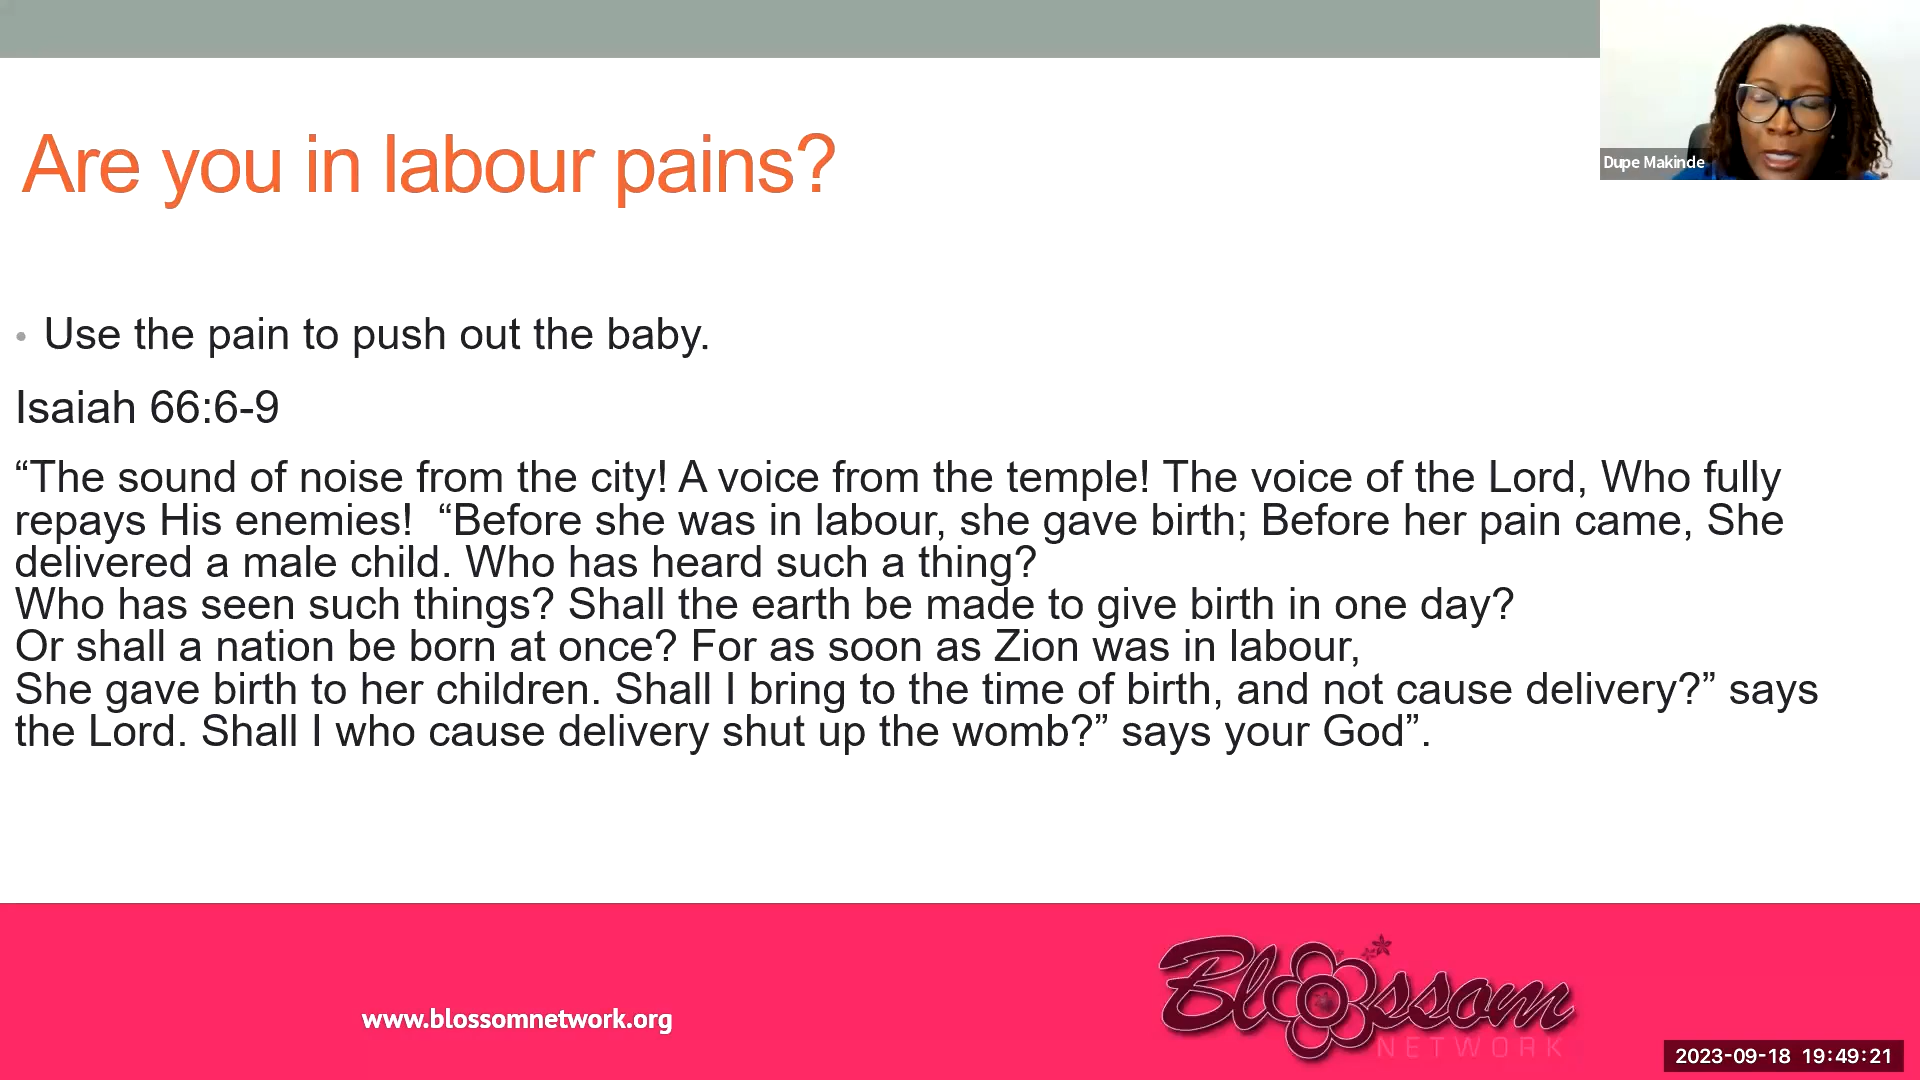 Are you in labour pains?
Dupe Makinde
• Use the pain to push out the baby.
Isaiah 66:6-9
“The sound of noise from the city! A voice from the temple! The voice of the Lord, Who fully
repays His enemies!  “Before she was in labour, she gave birth; Before her pain came, She
delivered a male child. Who has heard such a thing?
Who has seen such things? Shall the earth be made to give birth in one day?
Or shall a nation be born at once? For as soon as Zion was in labour,
She gave birth to her children. Shall I bring to the time of birth, and not cause delivery?” says
the Lord. Shall I who cause delivery shut up the womb?” says your God”.
www.blossomnetwork.org
Blossom
NETWORK
2023-09-18 19:49:21